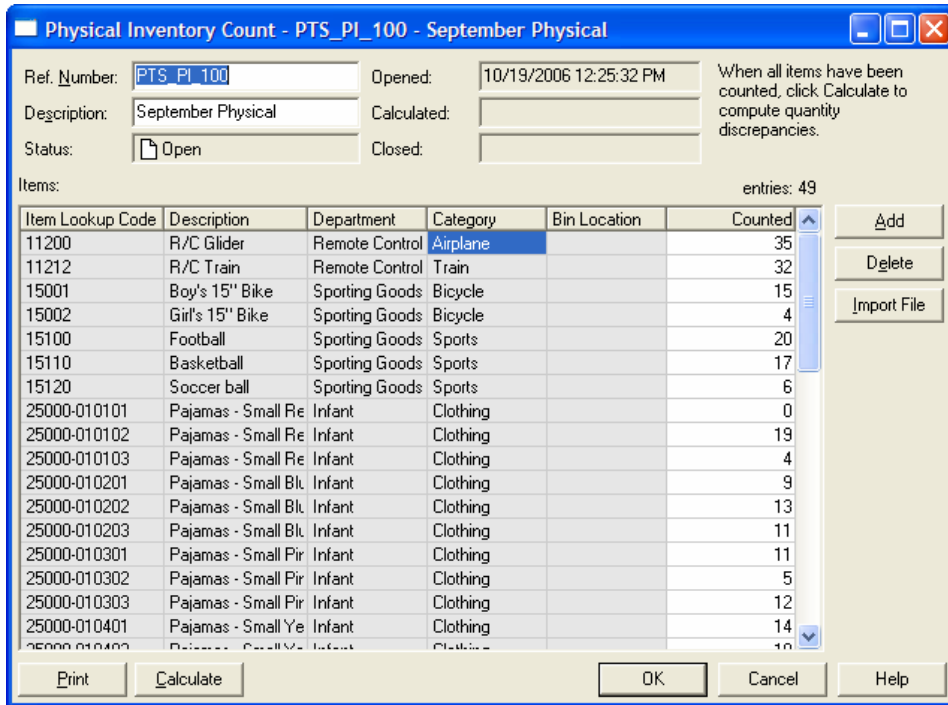 Physical Inventory Count - PTS_PI_100 - September Physical
Ref. Number: PTS_PI_100 Opened: 10/19/2006 12:25:32 PM
Description: September Physical Calculated:
Status: Open Closed:
When all items have been
counted, click Calculate to
compute quantity
discrepancies.
Items: entries: 49
Item Lookup Code Description Department Category Bin Location Counted
11200 R/C Glider Remote Control Airplane 35
11212 R/C Train Remote Control Train 32
15001 Boy's 15" Bike Sporting Goods Bicycle 15
15002 Girl's 15" Bike Sporting Goods Bicycle 4
15100 Football Sporting Goods Sports 20
15110 Basketball Sporting Goods Sports 17
15120 Soccer ball Sporting Goods Sports 6
25000-010101 Pajamas - Small Re Infant Clothing 0
25000-010102 Pajamas - Small Re Infant Clothing 19
25000-010103 Pajamas - Small Re Infant Clothing 4
25000-010201 Pajamas - Small Blu Infant Clothing 9
25000-010202 Pajamas - Small Blu Infant Clothing 13
25000-010203 Pajamas - Small Blu Infant Clothing 11
25000-010301 Pajamas - Small Pin Infant Clothing 11
25000-010302 Pajamas - Small Pin Infant Clothing 5
25000-010303 Pajamas - Small Pin Infant Clothing 12
25000-010401 Pajamas - Small Ye Infant Clothing 14
Add
Delete
Import File
Print Calculate OK Cancel Help